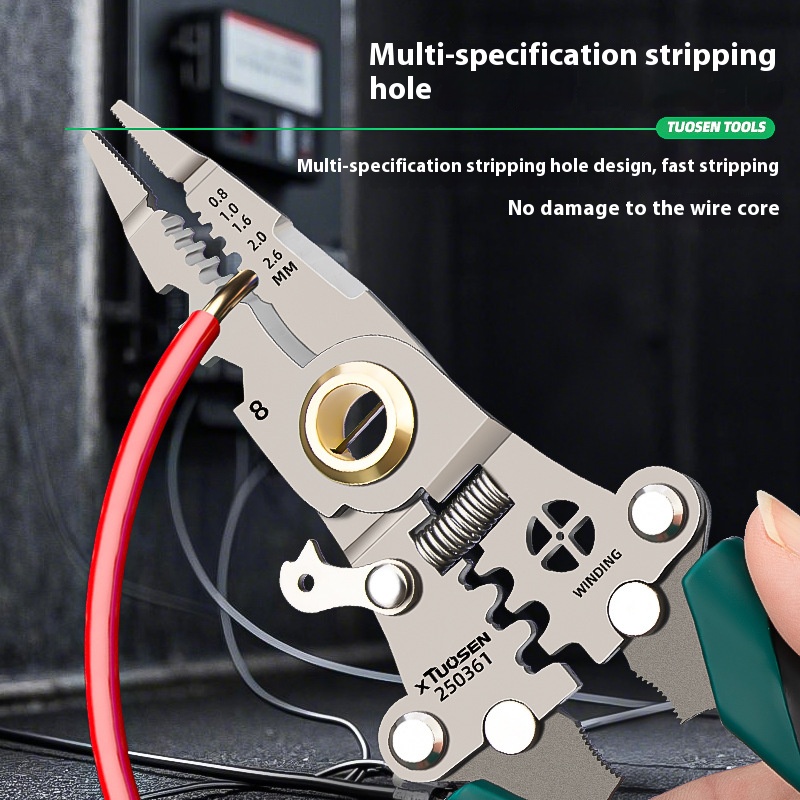 Multi-specification stripping
hole
TUOSEN TOOLS
Multi-specification stripping hole design, fast stripping
No damage to the wire core
0.8
1.0
1.6
2.0
2.6
MM
8
WINDING
xTUOSEN
250361